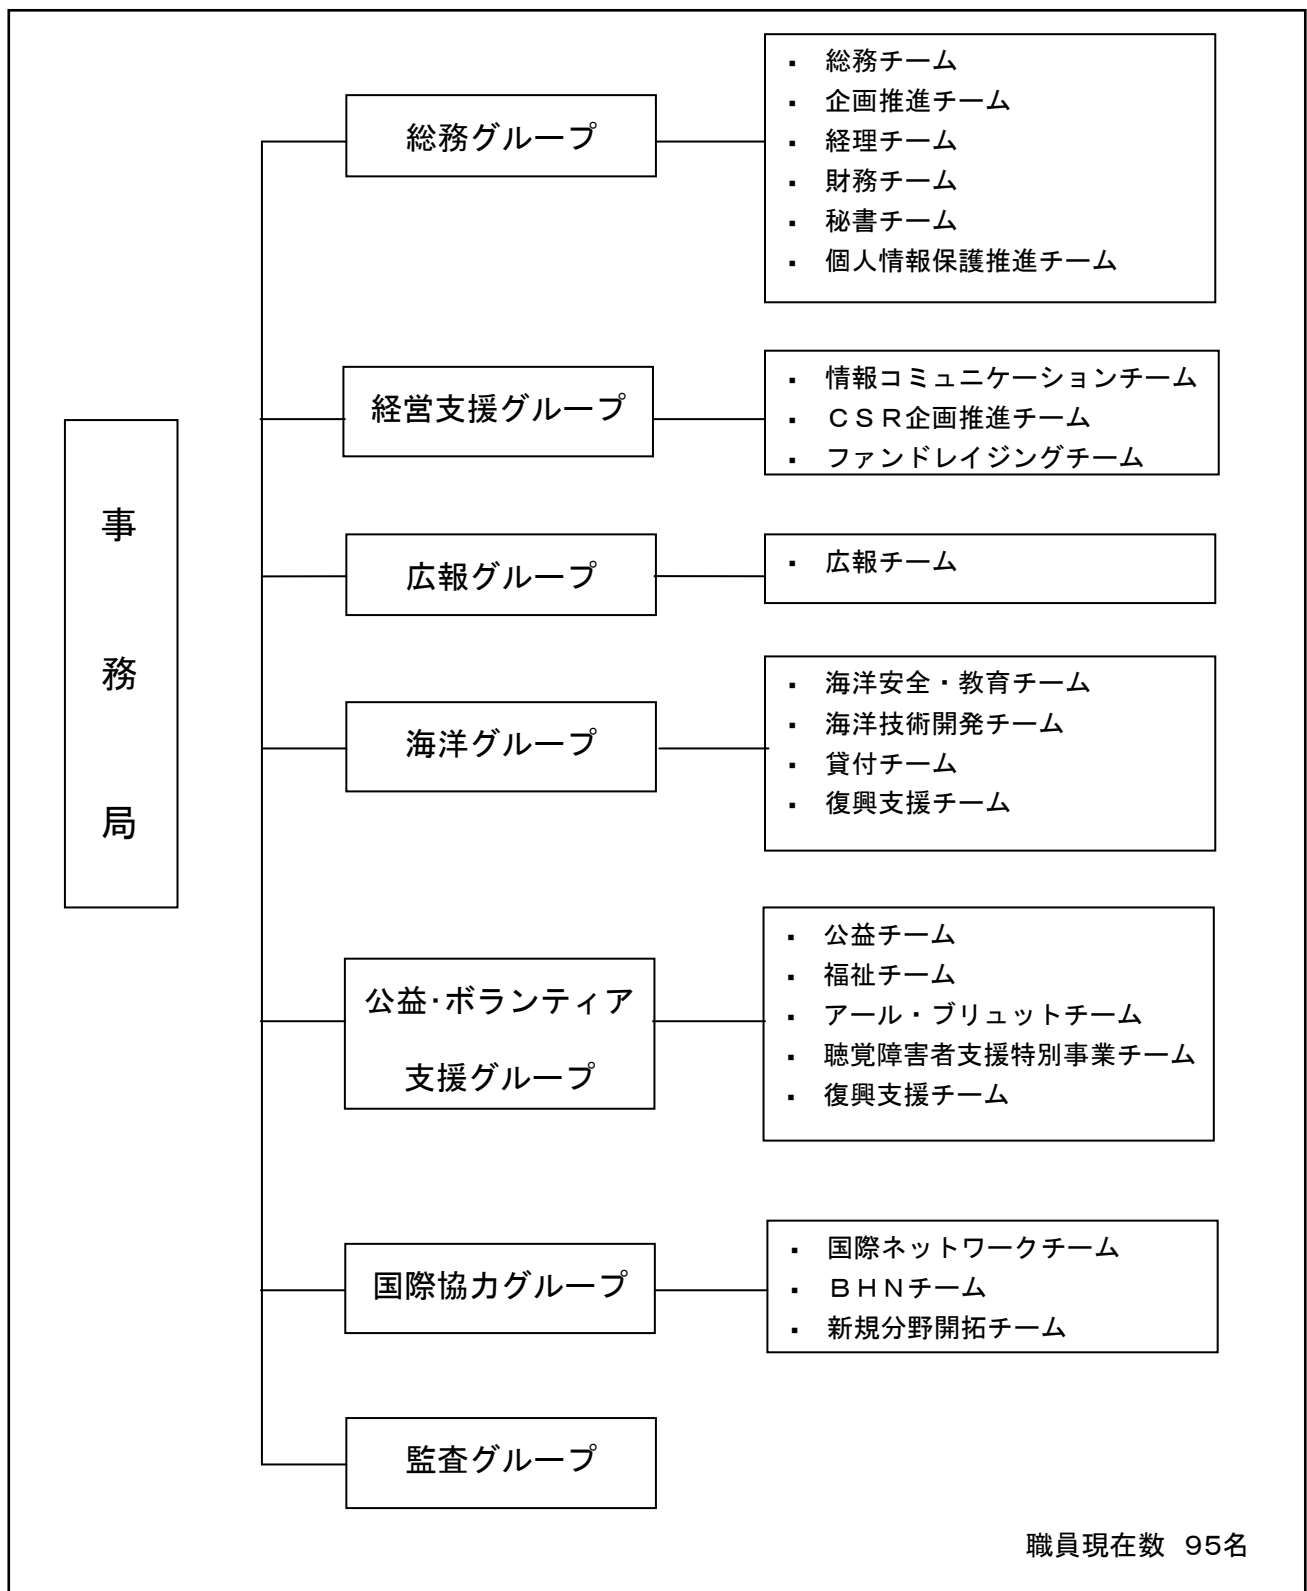 事務局
総務グループ
▪ 総務チーム
▪ 企画推進チーム
▪ 経理チーム
▪ 財務チーム
▪ 秘書チーム
▪ 個人情報保護推進チーム
経営支援グループ
▪ 情報コミュニケーションチーム
▪ CSR企画推進チーム
▪ ファンドレイジングチーム
広報グループ
▪ 広報チーム
海洋グループ
▪ 海洋安全・教育チーム
▪ 海洋技術開発チーム
▪ 貸付チーム
▪ 復興支援チーム
公益・ボランティア
支援グループ
▪ 公益チーム
▪ 福祉チーム
▪ アール・ブリュットチーム
▪ 聴覚障害者支援特別事業チーム
▪ 復興支援チーム
国際協力グループ
▪ 国際ネットワークチーム
▪ BHNチーム
▪ 新規分野開拓チーム
監査グループ
職員現在数 95名